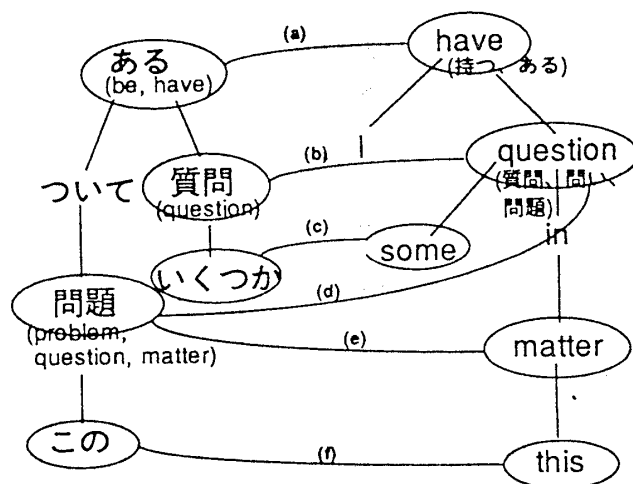 (a)
ある
(be, have)
have
(持つ、ある)
I
(b)
ついて
質問
(question)
question
(質問、問
問題)
(c)
いくつか
some
in
(d)
問題
(problem,
question, matter)
(e)
matter
この
(f)
this